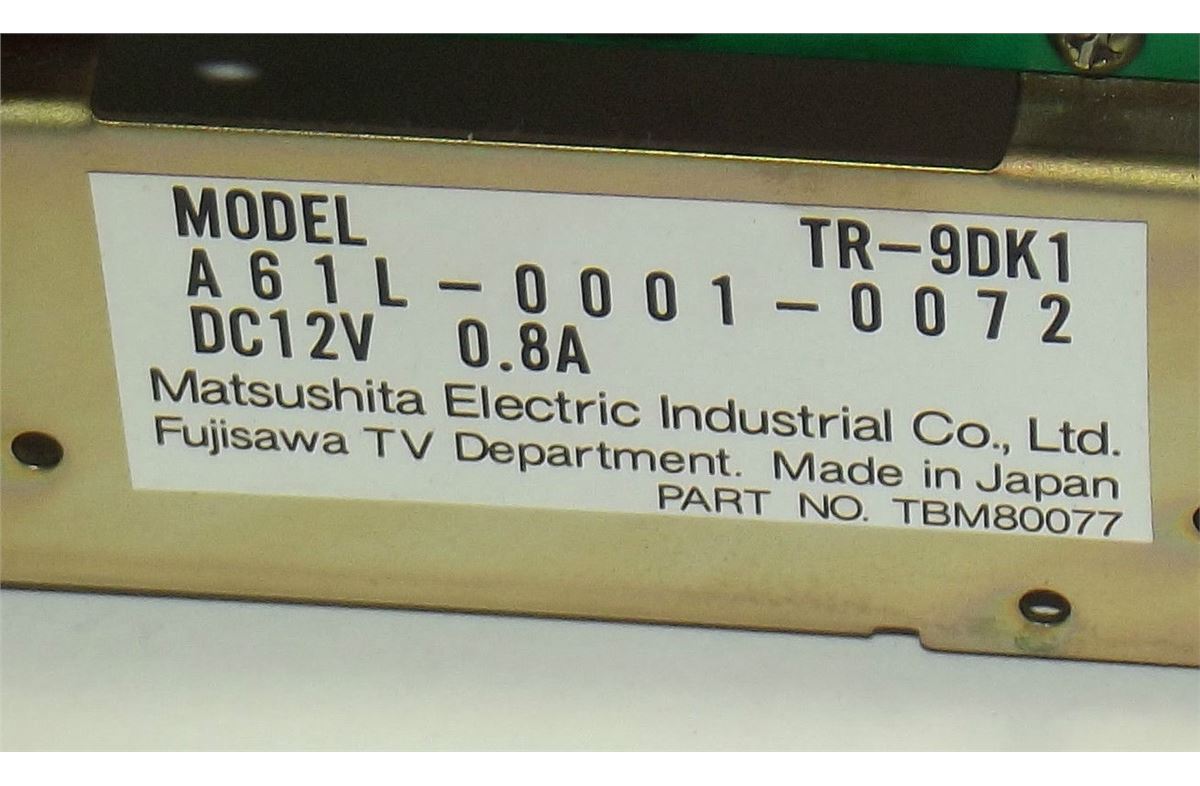 MODEL TR-9DK1
A61L-0001-0072
DC12V 0.8A
Matsushita Electric Industrial Co., Ltd.
Fujisawa TV Department. Made in Japan
PART NO. TBM80077